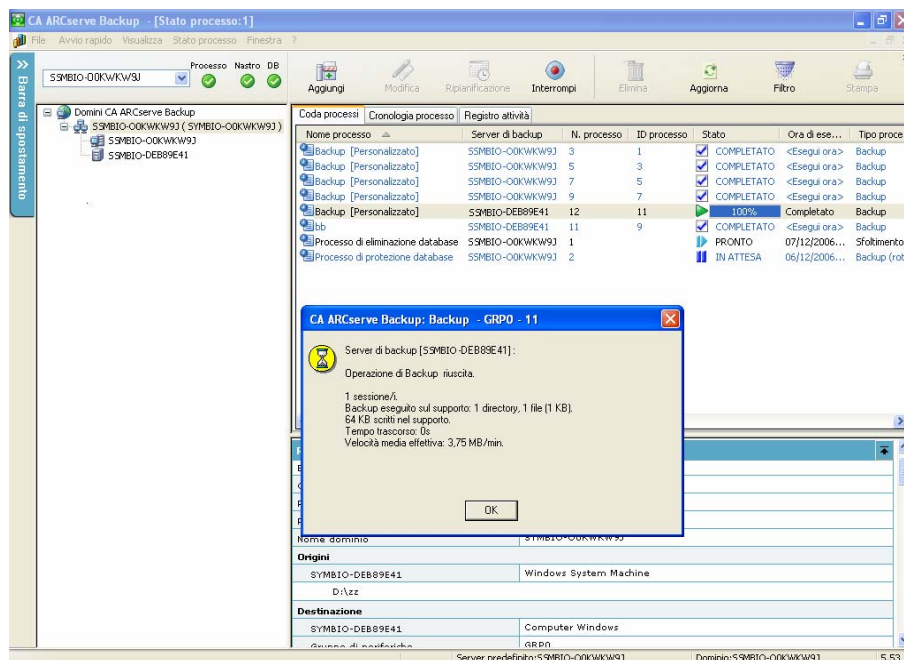 CA ARCserve Backup - [Stato processo:1]
File Avvio rapido Visualizza Stato processo Finestra ?
Barra di spostamento
SSMBIO-O0KWKW9J
Processo Nastro DB
Aggiungi Modifica Ripianificazione Interrompi Elimina Aggiorna Filtro Stampa
Domini CA ARCserve Backup
SSMBIO-O0KWKW9J ( SYMBIO-O0KWKW9J )
SSMBIO-O0KWKW9J
SSMBIO-DEB89E41
Coda processi Cronologia processo Registro attività
Nome processo Server di backup N. processo ID processo Stato Ora di ese... Tipo proce
Backup [Personalizzato] SSMBIO-O0KWKW9J 3 1 COMPLETATO <Esegui ora> Backup
Backup [Personalizzato] SSMBIO-O0KWKW9J 5 3 COMPLETATO <Esegui ora> Backup
Backup [Personalizzato] SSMBIO-O0KWKW9J 7 5 COMPLETATO <Esegui ora> Backup
Backup [Personalizzato] SSMBIO-O0KWKW9J 9 7 COMPLETATO <Esegui ora> Backup
Backup [Personalizzato] SSMBIO-DEB89E41 12 11 100% Completato Backup
bb SSMBIO-DEB89E41 11 9 COMPLETATO <Esegui ora> Backup
Processo di eliminazione database SSMBIO-O0KWKW9J 1 PRONTO 07/12/2006... Sfoltimento
Processo di protezione database SSMBIO-O0KWKW9J 2 IN ATTESA 06/12/2006... Backup (rot
CA ARCserve Backup: Backup - GRP0 - 11
Server di backup [SSMBIO-DEB89E41] :
Operazione di Backup riuscita.
1 sessione/i.
Backup eseguito sul supporto: 1 directory, 1 file (1 KB).
64 KB scritti nel supporto.
Tempo trascorso: 0s
Velocità media effettiva: 3,75 MB/min.
OK
Nome dominio SYMBIO-O0KWKW9J
Origini
SYMBIO-DEB89E41 Windows System Machine
D:\zz
Destinazione
SYMBIO-DEB89E41 Computer Windows
Gruppo di periferiche GRP0
Server predefinito:SSMBIO-O0KWKW9J Dominio:SSMBIO-O0KWKW9J 5.53